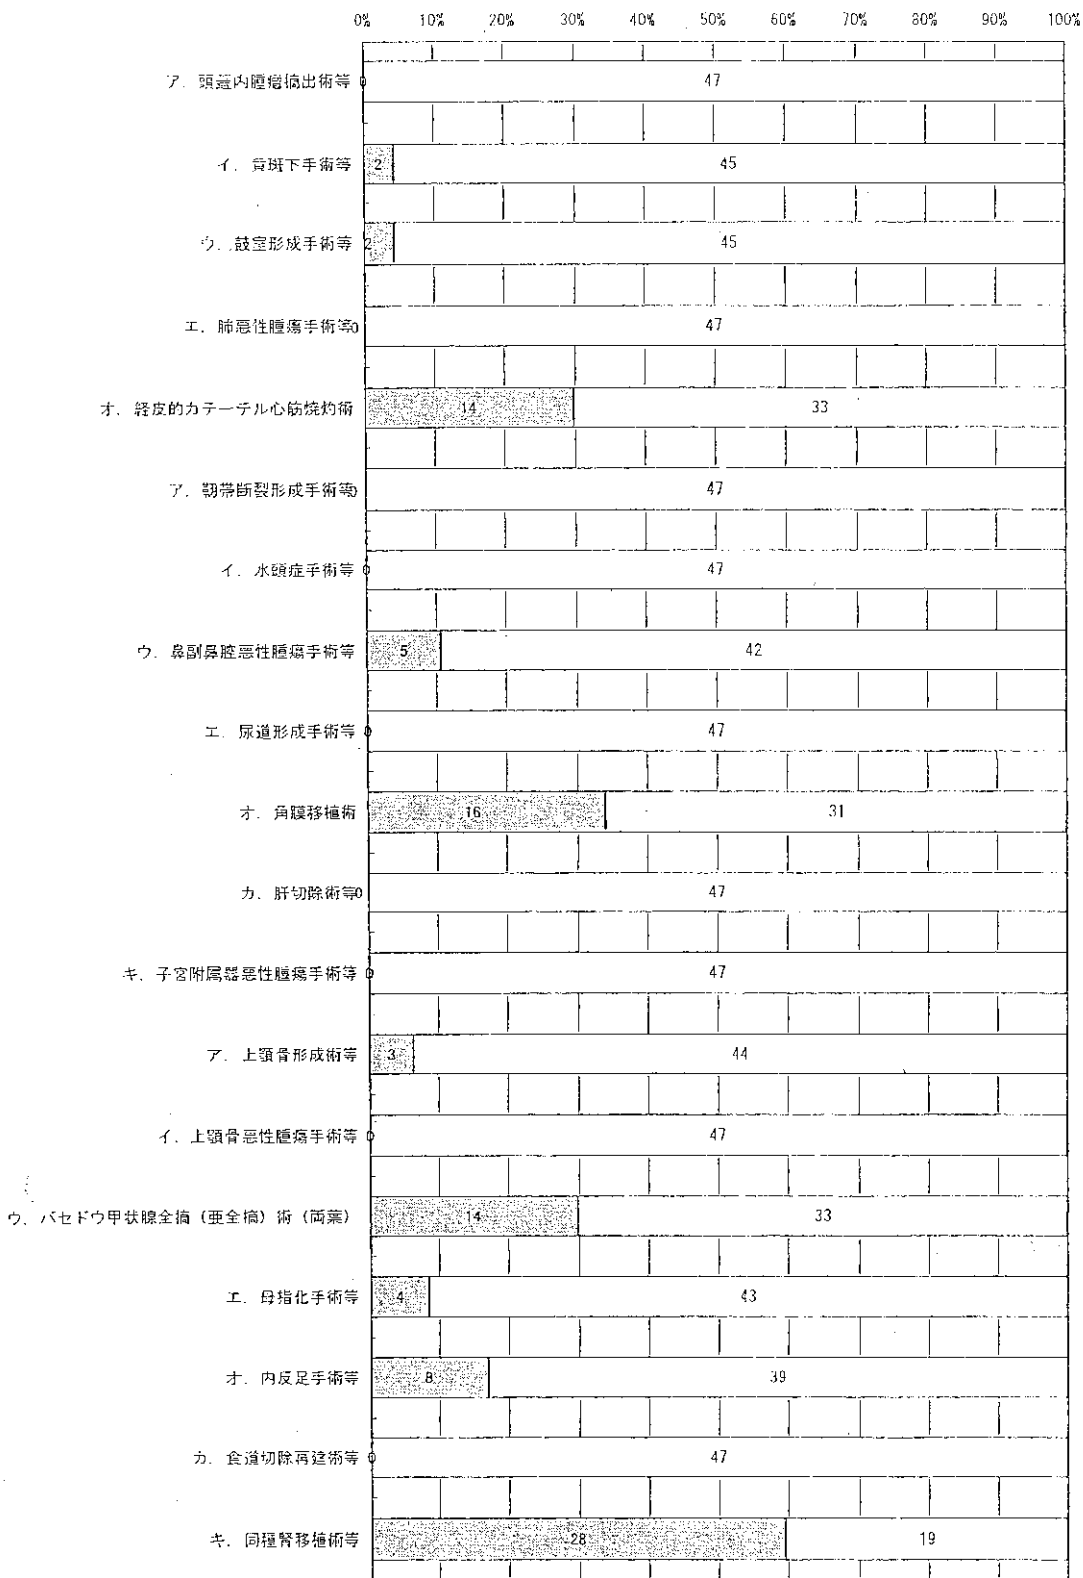 0% 10% 20% 30% 40% 50% 60% 70% 80% 90% 100%
ア．頭蓋内腫瘤摘出術等 0 47
イ．黄斑下手術等 2 45
ウ．鼓室形成手術等 2 45
エ．肺悪性腫瘍手術等 0 47
オ．経皮的カテーテル心筋焼灼術 14 33
ア．靭帯断裂形成手術等 0 47
イ．水頭症手術等 0 47
ウ．鼻副鼻腔悪性腫瘍手術等 5 42
エ．尿道形成手術等 0 47
オ．角膜移植術 16 31
カ．肝切除術等 0 47
キ．子宮附属器悪性腫瘍手術等 0 47
ア．上顎骨形成術等 3 44
イ．上顎骨悪性腫瘍手術等 0 47
ウ．バセドウ甲状腺全摘（亜全摘）術（両葉） 14 33
エ．母指化手術等 4 43
オ．内反足手術等 8 39
カ．食道切除再建術等 0 47
キ．同種腎移植術等 28 19